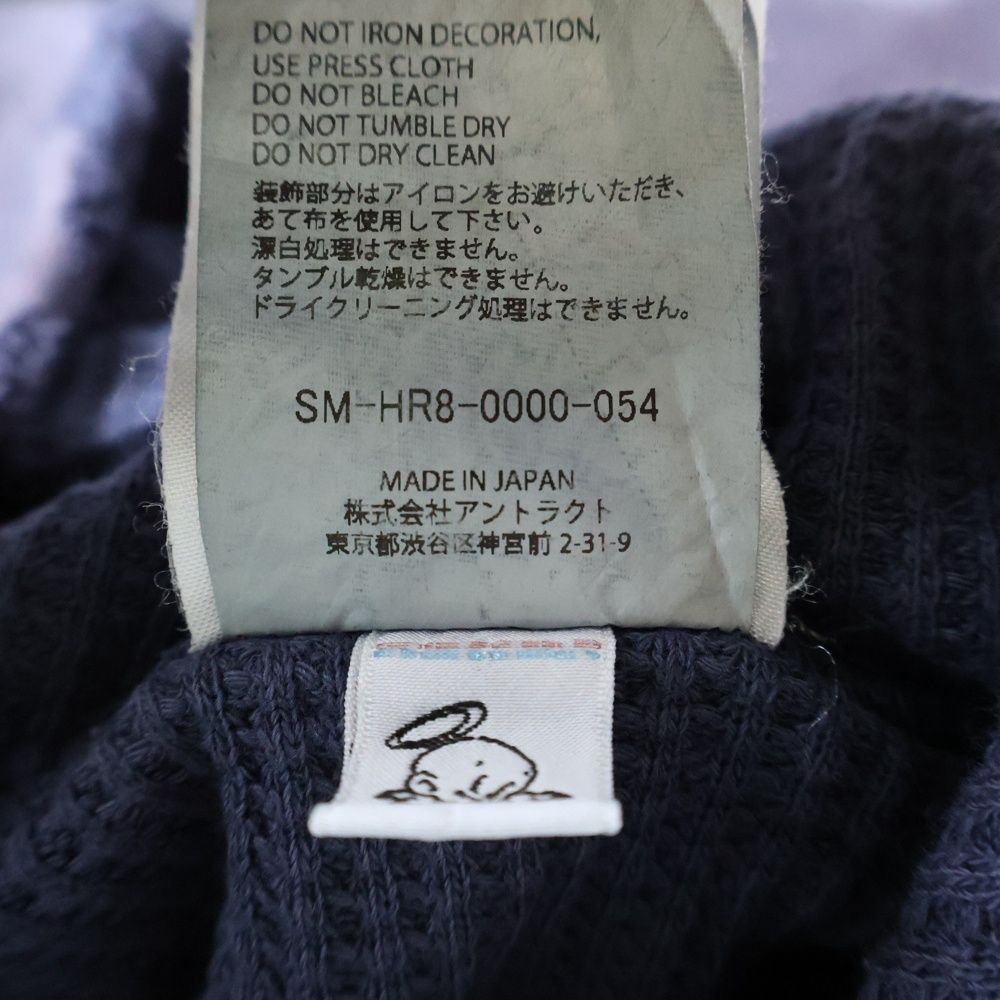 DO NOT IRON DECORATION,
USE PRESS CLOTH
DO NOT BLEACH
DO NOT TUMBLE DRY
DO NOT DRY CLEAN
装飾部分はアイロンをお避けいただき、
あて布を使用して下さい。
漂白処理はできません。
タンブル乾燥はできません。
ドライクリーニング処理はできません。
SM-HR8-0000-054
MADE IN JAPAN
株式会社アントラクト
東京都渋谷区神宮前 2-31-9